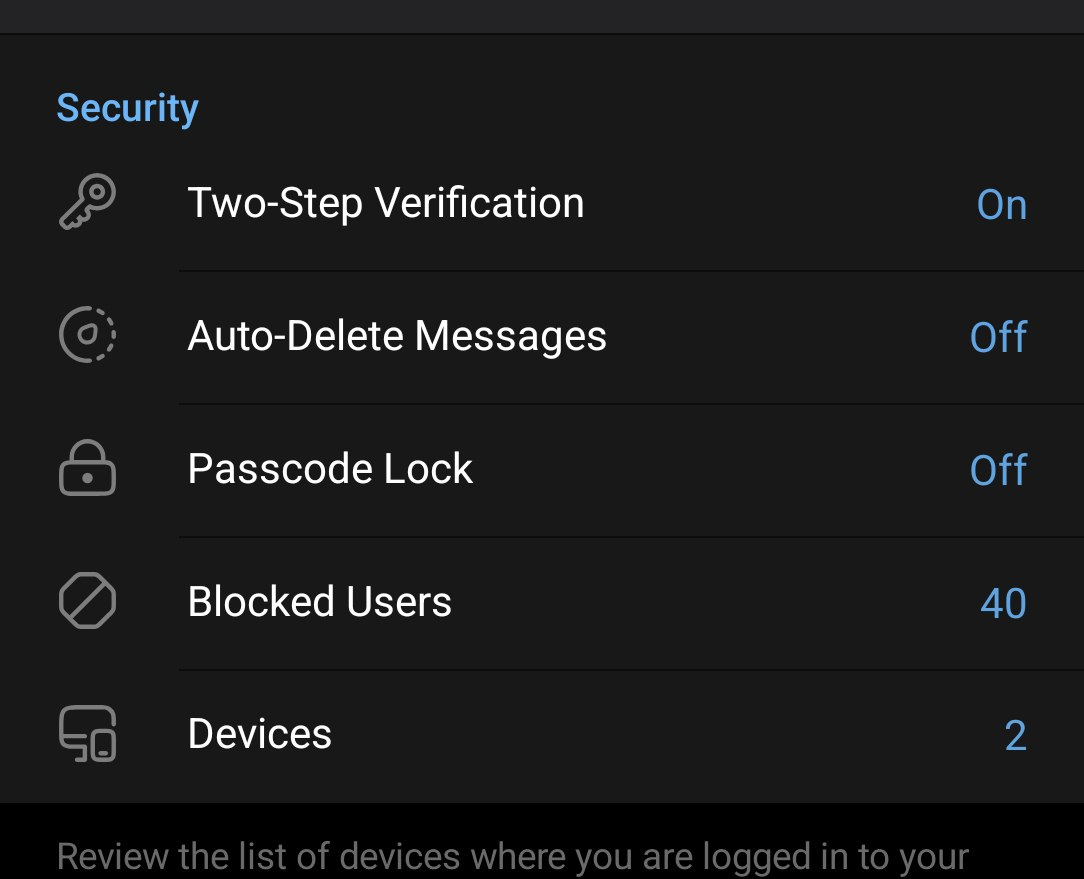 Security
Two-Step Verification On
Auto-Delete Messages Off
Passcode Lock Off
Blocked Users 40
Devices 2
Review the list of devices where you are logged in to your